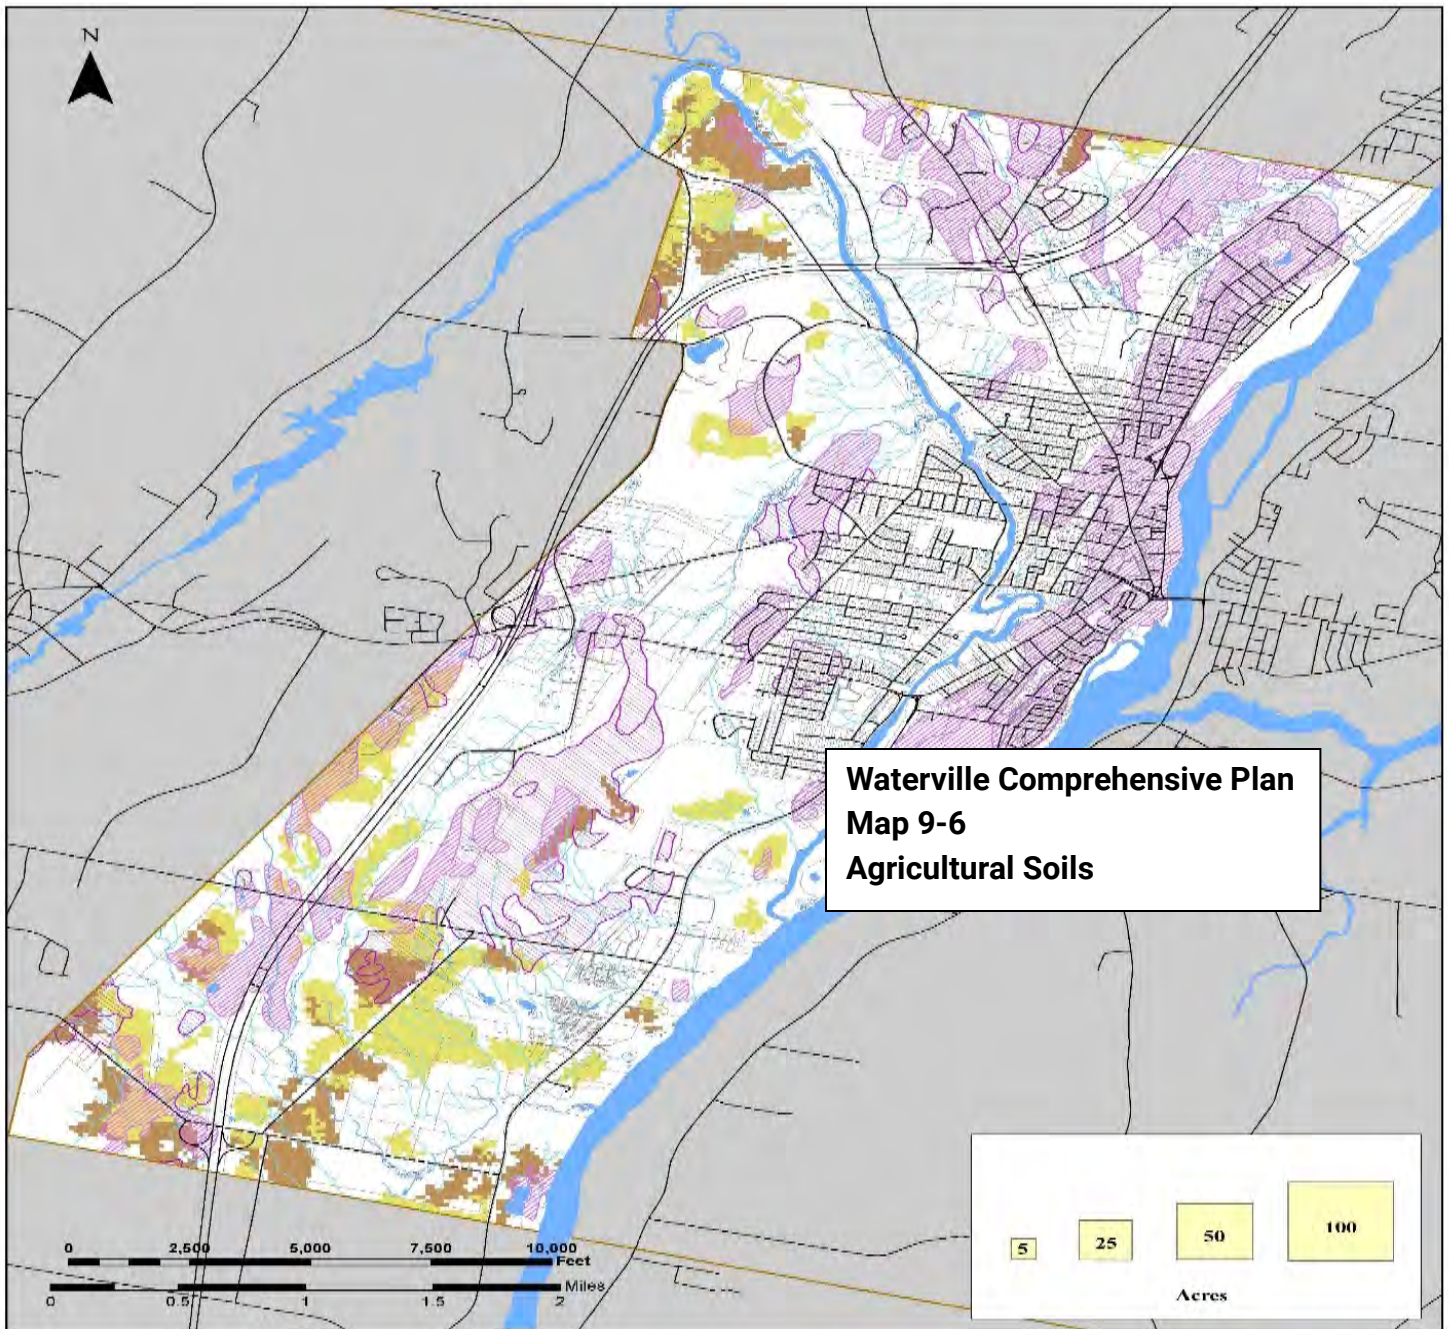 N
Waterville Comprehensive Plan
Map 9-6
Agricultural Soils
5
25
50
100
Acres
0 2,500 5,000 7,500 10,000
Feet
Miles
0 0.5 1 1.5 2